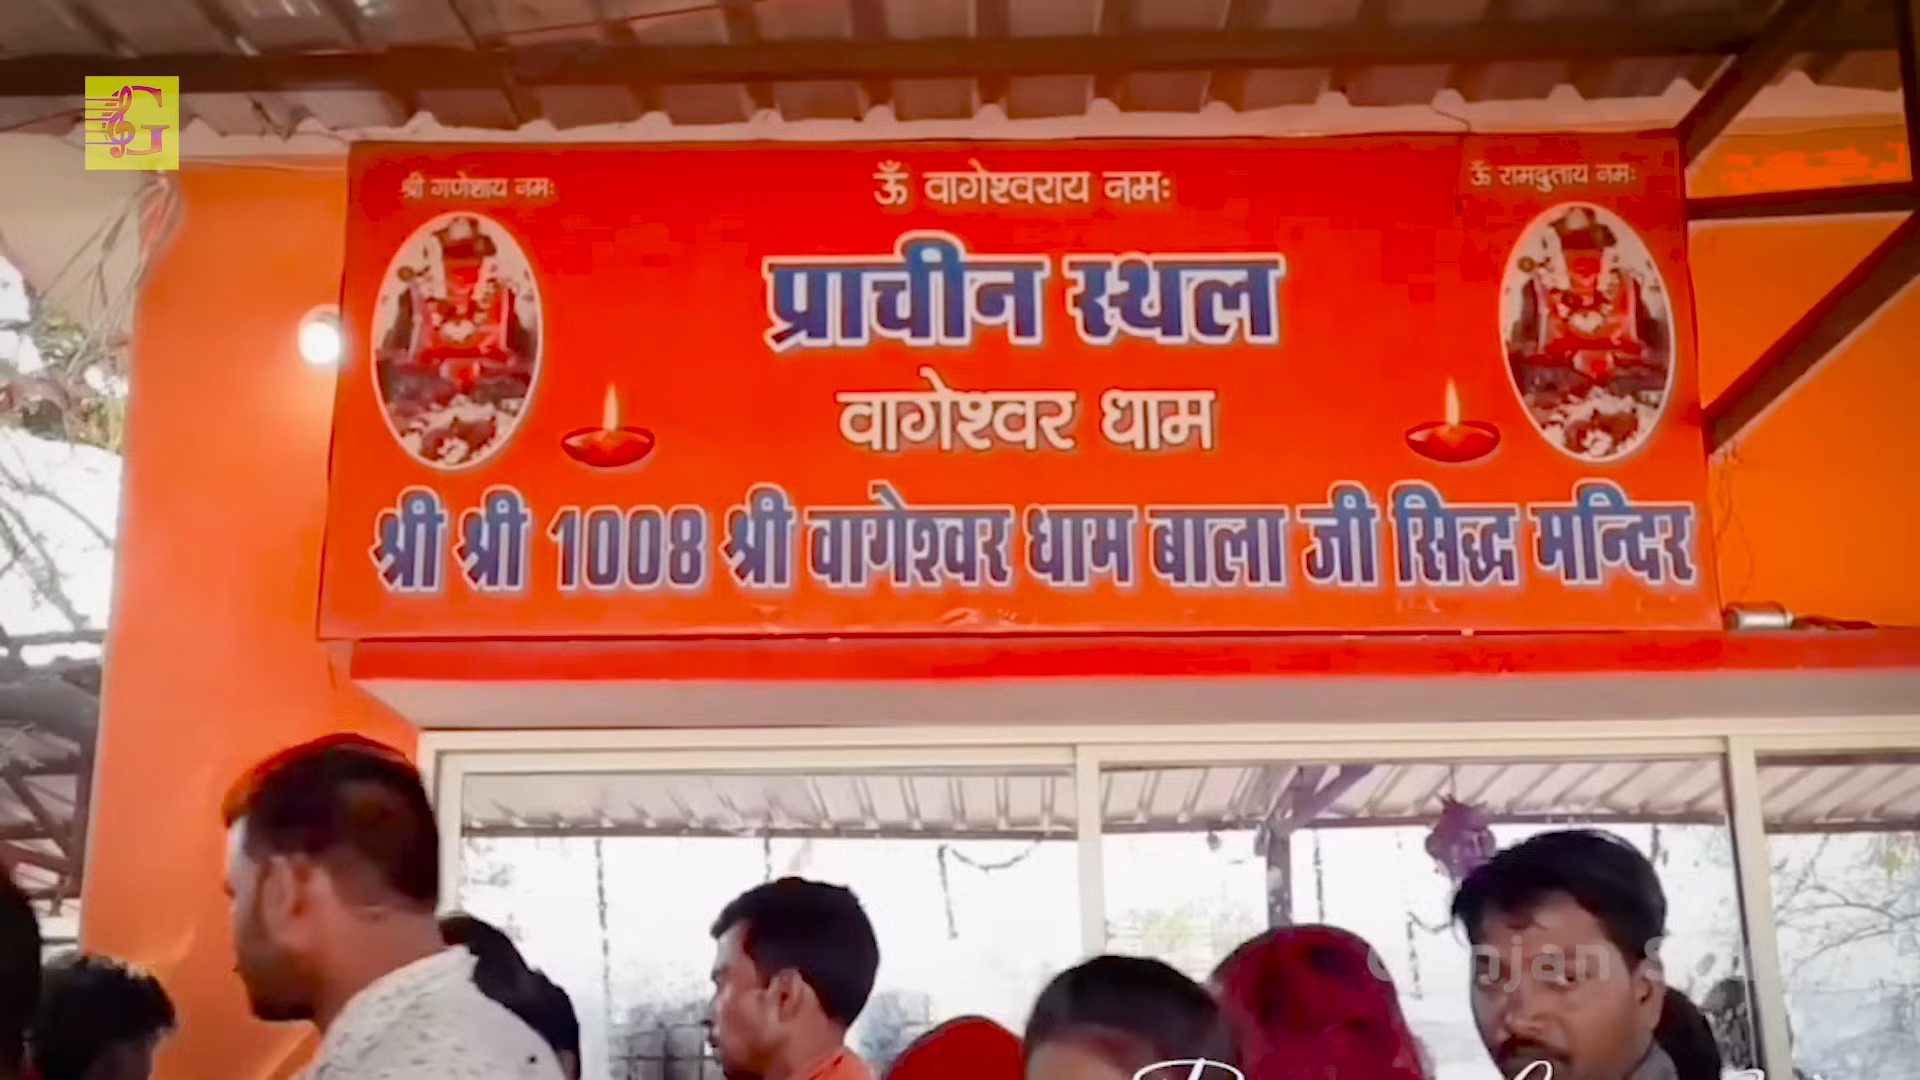 श्री गणेशाय नमः
ॐ वागेश्वराय नमः
ॐ रामदुताय नमः
प्राचीन स्थल
वागेश्वर धाम
श्री श्री 1008 श्री वागेश्वर धाम बाला जी सिद्ध मन्दिर
G